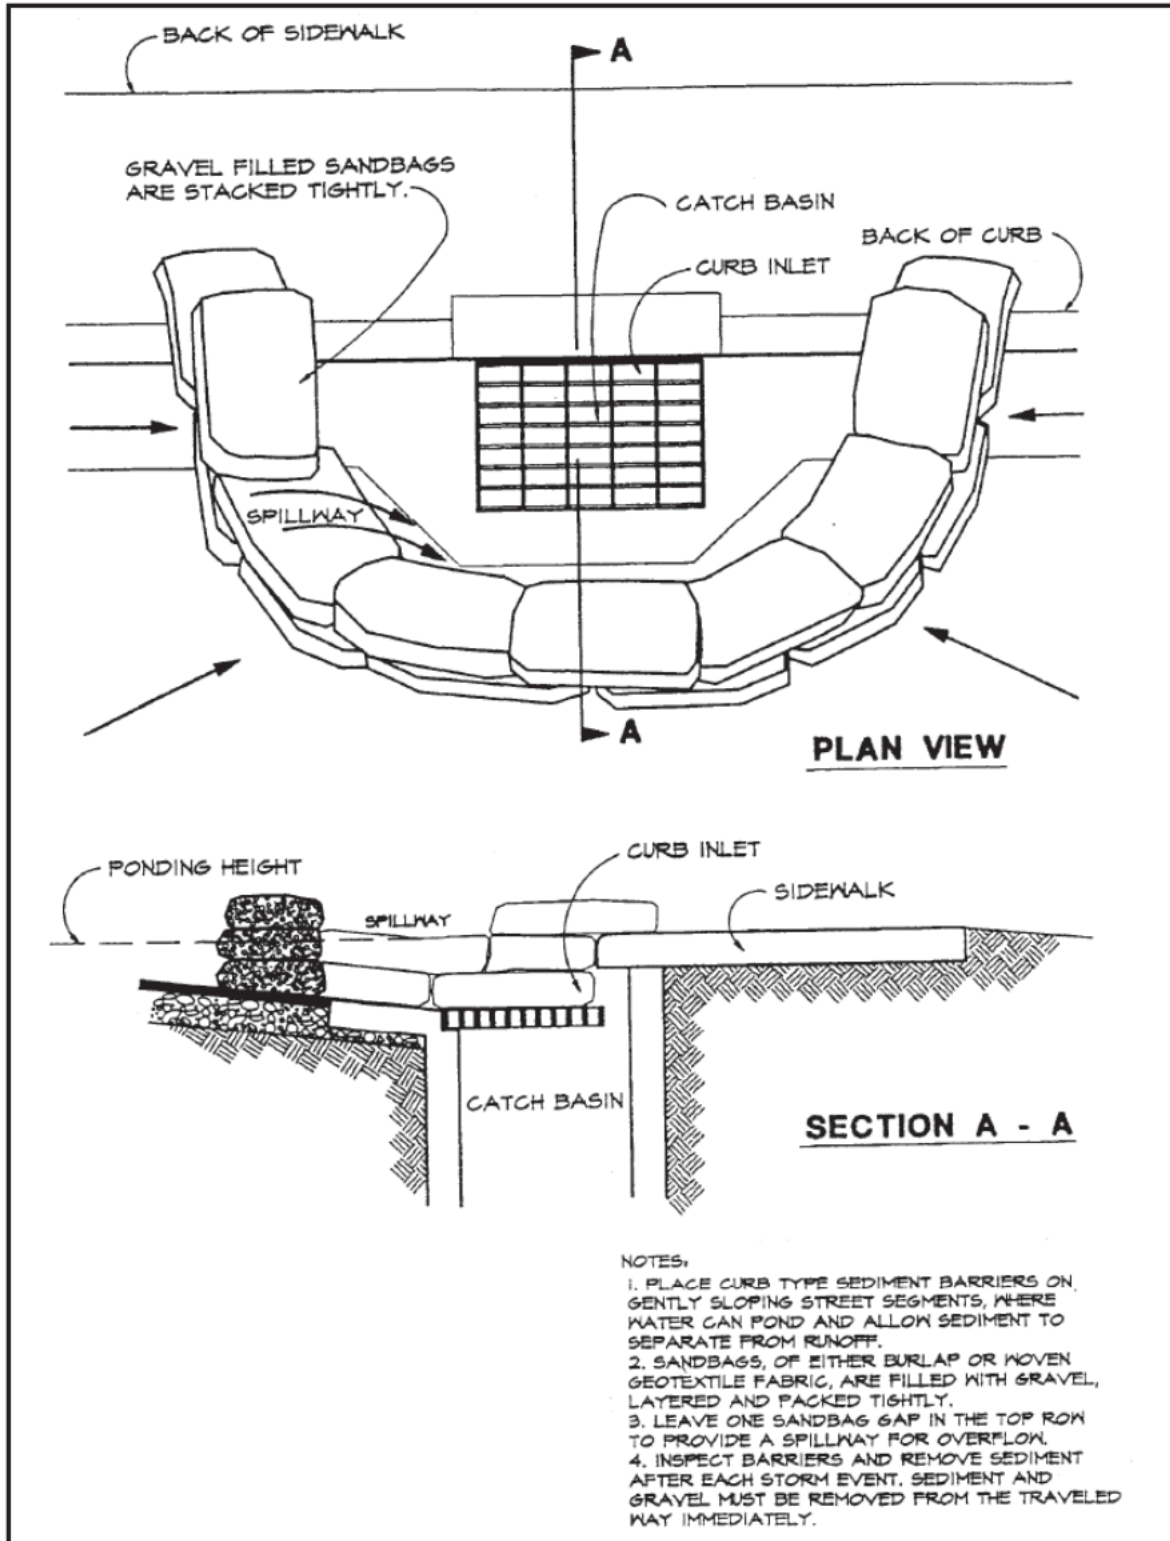 BACK OF SIDEWALK
A
GRAVEL FILLED SANDBAGS
ARE STACKED TIGHTLY.
CATCH BASIN
BACK OF CURB
CURB INLET
SPILLWAY
A
PLAN VIEW
PONDING HEIGHT
CURB INLET
SIDEWALK
SPILLWAY
CATCH BASIN
SECTION A - A
NOTES:
1. PLACE CURB TYPE SEDIMENT BARRIERS ON
GENTLY SLOPING STREET SEGMENTS, WHERE
WATER CAN POND AND ALLOW SEDIMENT TO
SEPARATE FROM RUNOFF.
2. SANDBAGS, OF EITHER BURLAP OR WOVEN
GEOTEXTILE FABRIC, ARE FILLED WITH GRAVEL,
LAYERED AND PACKED TIGHTLY.
3. LEAVE ONE SANDBAG GAP IN THE TOP ROW
TO PROVIDE A SPILLWAY FOR OVERFLOW.
4. INSPECT BARRIERS AND REMOVE SEDIMENT
AFTER EACH STORM EVENT. SEDIMENT AND
GRAVEL MUST BE REMOVED FROM THE TRAVELED
WAY IMMEDIATELY.